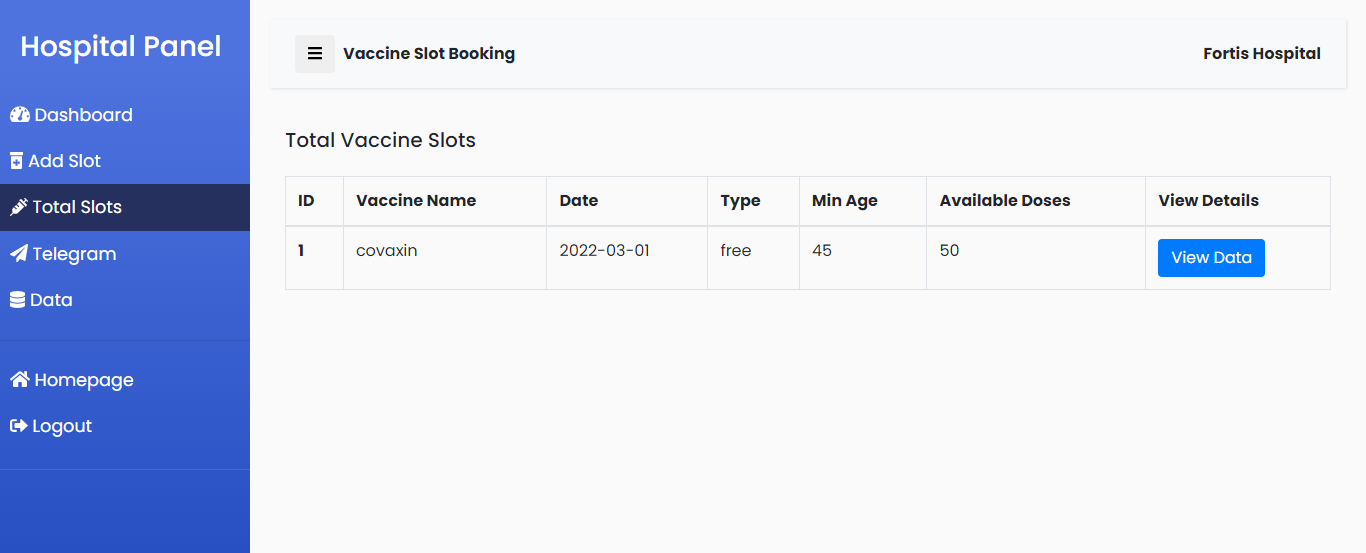 Hospital Panel
Dashboard
Add Slot
Total Slots
Telegram
Data
Homepage
Logout
Vaccine Slot Booking
Fortis Hospital
Total Vaccine Slots
ID Vaccine Name Date Type Min Age Available Doses View Details
1 covaxin 2022-03-01 free 45 50 View Data